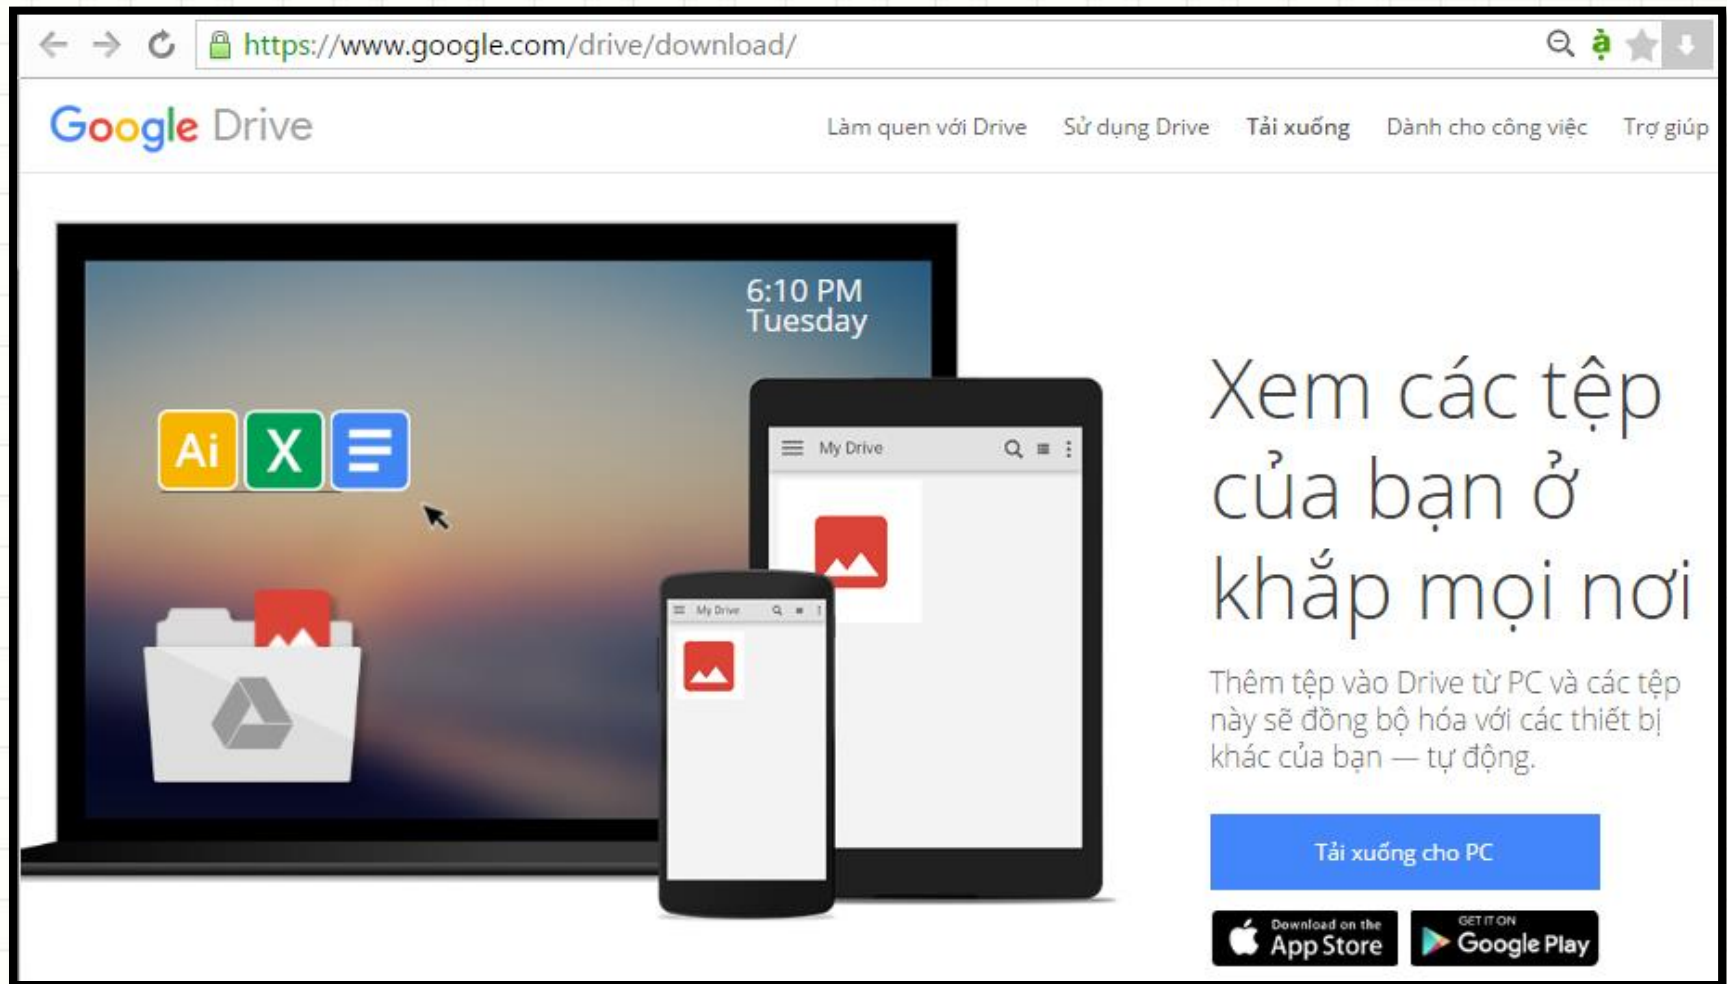 https://www.google.com/drive/download/
Google Drive
Làm quen với Drive Sử dụng Drive Tải xuống Dành cho công việc Trợ giúp
6:10 PM
Tuesday
Ai X
My Drive
My Drive
Xem các tệp
của bạn ở
khắp mọi nơi
Thêm tệp vào Drive từ PC và các tệp
này sẽ đồng bộ hóa với các thiết bị
khác của bạn — tự động.
Tải xuống cho PC
Download on the
App Store
GET IT ON
Google Play